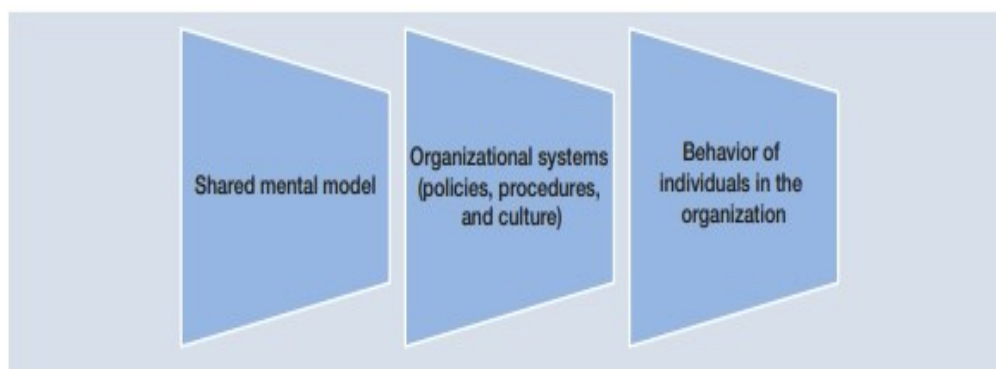 Shared mental model
Organizational systems
(policies, procedures,
and culture)
Behavior of
individuals in the
organization